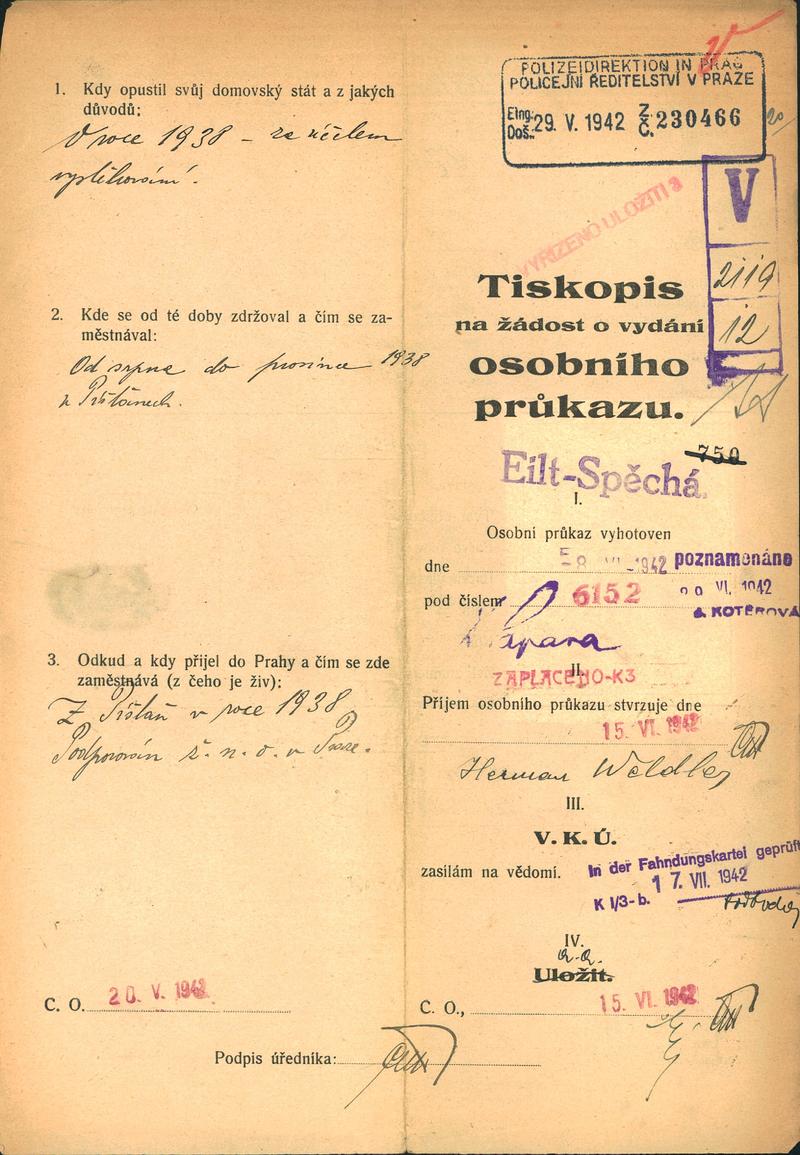 1. Kdy opustil svůj domovský stát a z jakých
důvodů:
V roce 1938 – za účelem
vystěhování.
2. Kde se od té doby zdržoval a čím se za-
městnával:
Od srpna do prosince 1938
v Pišťanech.
3. Odkud a kdy přijel do Prahy a čím se zde
zaměstnává (z čeho je živ):
Z Pišťan v roce 1938
Podporován ž. n. o. v Praze.
C. O. 20. V. 1942
Podpis úředníka:
POLIZEIDIREKTION IN PRAG
POLICEJNÍ ŘEDITELSTVÍ V PRAZE
Eing.: Doš.: 29. V. 1942 Z. Č. 230466
VYŘÍZENO ULOŽITI
V
2119
12
Tiskopis
na žádost o vydání
osobního
průkazu.
750
Eilt-Spěchá
I.
Osobní průkaz vyhotoven
dne VI. 1942 poznamenáno
pod číslem 6152 VI. 1942
KOTĚROVÁ
II.
ZAPLACENO-K3
Příjem osobního průkazu stvrzuje dne
15. VI. 1942
Herman
III.
V. K. Ú.
zasílám na vědomí.
In der Fahndungskartei geprüft
17. VII. 1942
K I/3-b.
IV.
a.a.
Uložit.
C. O., 15. VI. 1942